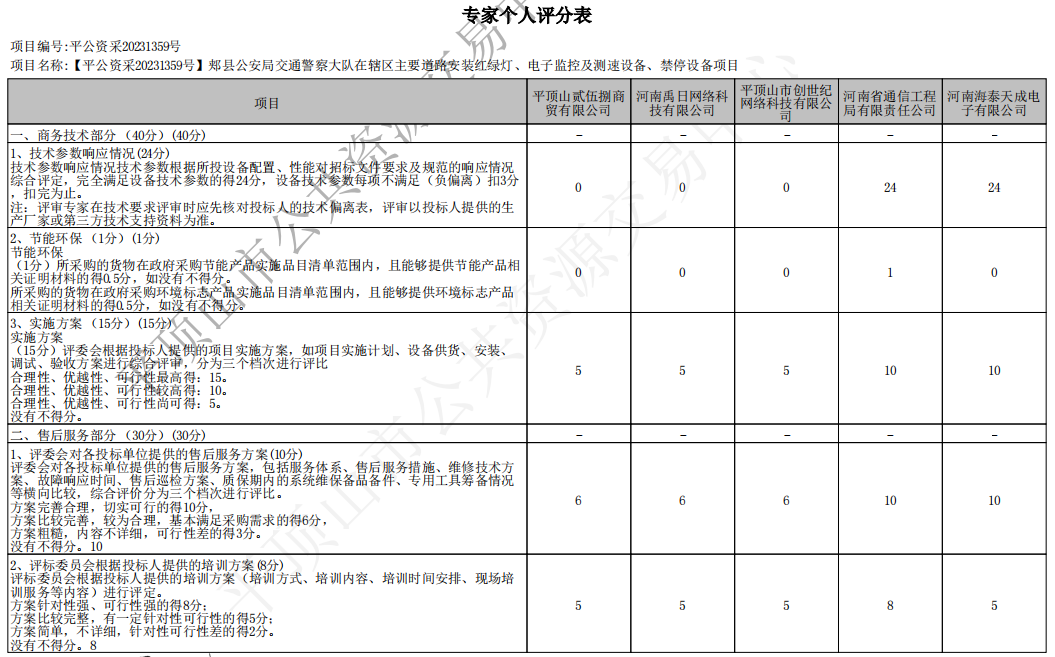 专家个人评分表
项目编号:平公资采20231359号
项目名称:【平公资采20231359号】郏县公安局交通警察大队在辖区主要道路安装红绿灯、电子监控及测速设备、禁停设备项目
项目
平顶山贰伍捌商
贸有限公司
河南禹日网络科
技有限公司
平顶山市创世纪
网络科技有限公
司
河南省通信工程
局有限责任公司
河南海泰天成电
子有限公司
一、商务技术部分（40分）(40分)
–
–
–
–
–
1、技术参数响应情况(24分)
技术参数响应情况技术参数根据所投设备配置、性能对招标文件要求及规范的响应情况
综合评定，完全满足设备技术参数的得24分，设备技术参数每项不满足（负偏离）扣3分
，扣完为止。
注：评审专家在技术要求评审时应先核对投标人的技术偏离表，评审以投标人提供的生
产厂家或第三方技术支持资料为准。
0
0
0
24
24
2、节能环保（1分）(1分)
节能环保
（1分）所采购的货物在政府采购节能产品实施品目清单范围内，且能够提供节能产品相
关证明材料的得0.5分，如没有不得分。
所采购的货物在政府采购环境标志产品实施品目清单范围内，且能够提供环境标志产品
相关证明材料的得0.5分，如没有不得分。
0
0
0
1
0
3、实施方案（15分）(15分)
实施方案
（15分）评委会根据投标人提供的项目实施方案，如项目实施计划、设备供货、安装、
调试、验收方案进行综合评审，分为三个档次进行评比
合理性、优越性、可行性最高得：15。
合理性、优越性、可行性较高得：10。
合理性、优越性、可行性尚可得：5。
没有不得分。
5
5
5
10
10
二、售后服务部分（30分）(30分)
–
–
–
–
–
1、评委会对各投标单位提供的售后服务方案(10分)
评委会对各投标单位提供的售后服务方案，包括服务体系、售后服务措施、维修技术方
案、故障响应时间、售后巡检方案、质保期内的系统维保备品备件、专用工具筹备情况
等横向比较，综合评价分为三个档次进行评比。
方案完善合理，切实可行的得10分，
方案比较完善，较为合理，基本满足采购需求的得6分，
方案粗糙，内容不详细，可行性差的得3分。
没有不得分。10
6
6
6
10
10
2、评标委员会根据投标人提供的培训方案(8分)
评标委员会根据投标人提供的培训方案（培训方式、培训内容、培训时间安排、现场培
训服务等内容）进行评定。
方案针对性强、可行性强的得8分；
方案比较完整，有一定针对性可行性的得5分；
方案简单，不详细，针对性可行性差的得2分。
没有不得分。8
5
5
5
8
5
平顶山市公共资源交易中心
平顶山市公共资源交易中心